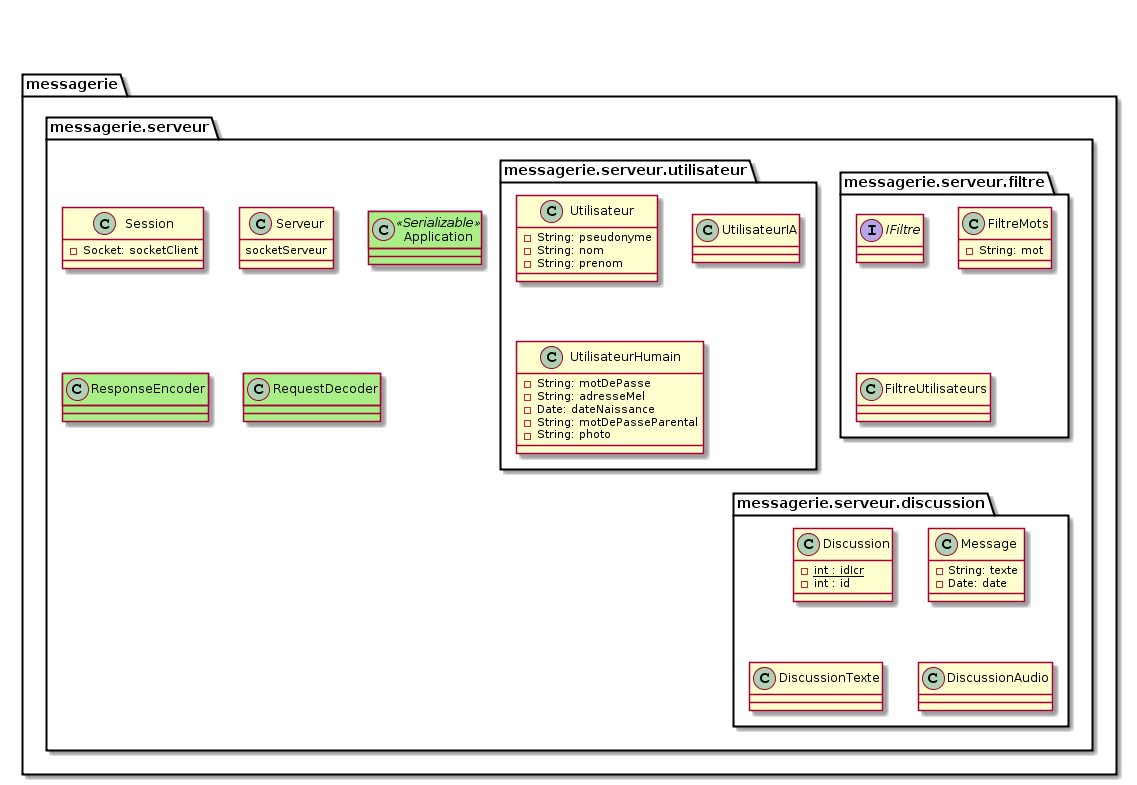 messagerie
messagerie.serveur
messagerie.serveur.utilisateur
messagerie.serveur.filtre
C Session
Socket: socketClient
C Serveur
socketServeur
C «Serializable»
Application
C Utilisateur
String: pseudonyme
String: nom
String: prenom
C UtilisateurIA
I IFiltre
C FiltreMots
String: mot
C ResponseEncoder
C RequestDecoder
C UtilisateurHumain
String: motDePasse
String: adresseMel
Date: dateNaissance
String: motDePasseParental
String: photo
C FiltreUtilisateurs
messagerie.serveur.discussion
C Discussion
int : idIcr
int : id
C Message
String: texte
Date: date
C DiscussionTexte
C DiscussionAudio